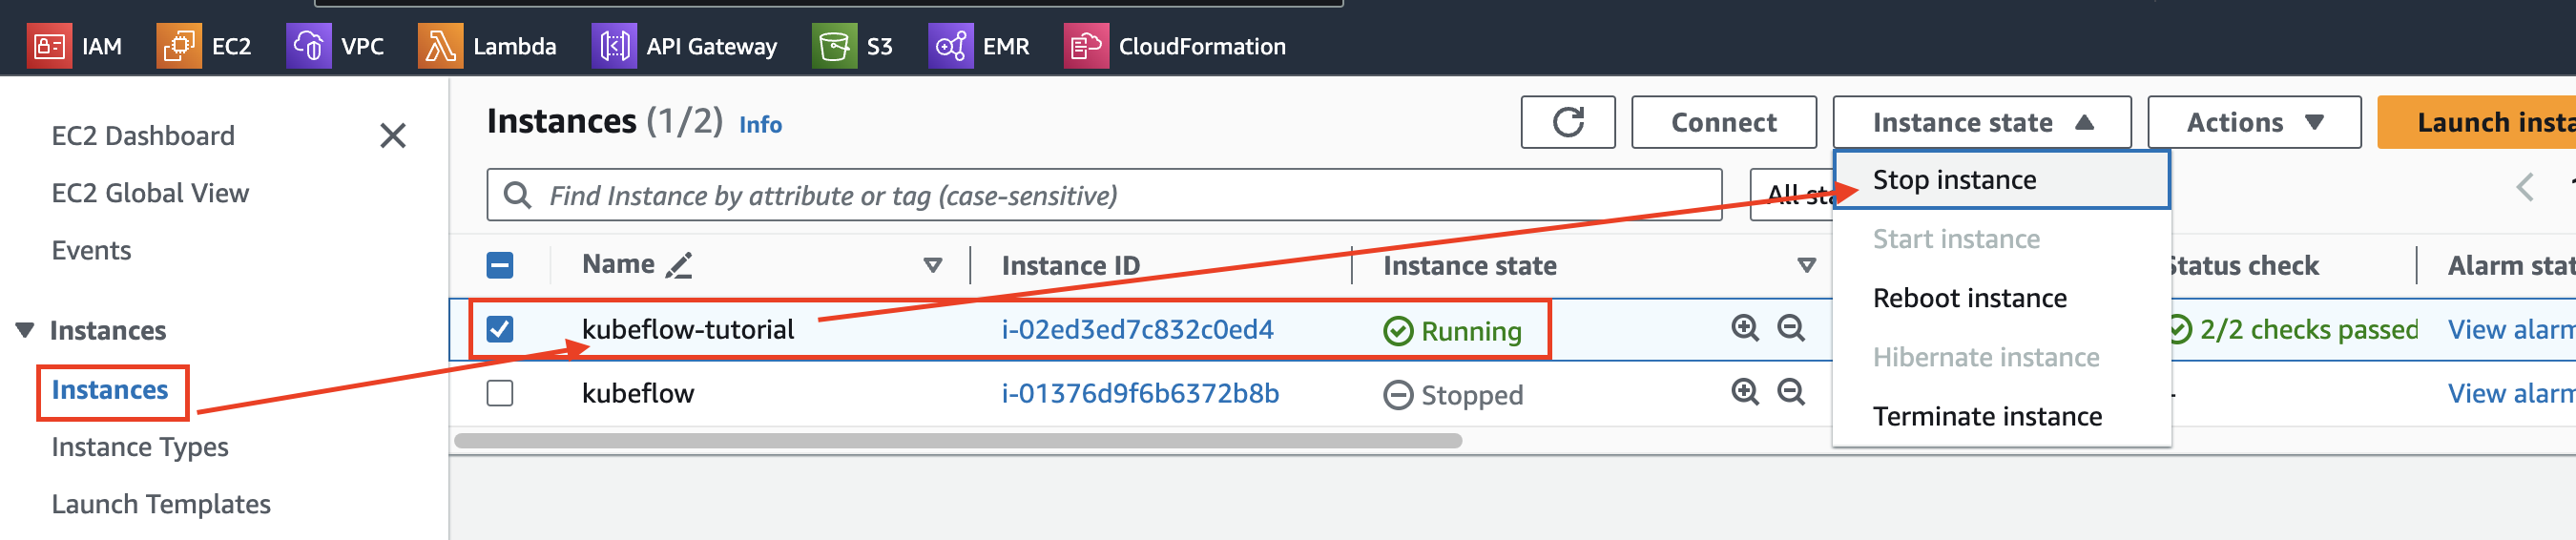 IAM EC2 VPC Lambda API Gateway S3 EMR CloudFormation
EC2 Dashboard
EC2 Global View
Events
Instances
Instances
Instance Types
Launch Templates
Instances (1/2) Info
Connect
Instance state
Actions
Launch insta
Find Instance by attribute or tag (case-sensitive)
All sta
Stop instance
Start instance
Reboot instance
Hibernate instance
Terminate instance
Name Instance ID Instance state Status check Alarm stat
kubeflow-tutorial i-02ed3ed7c832c0ed4 Running 2/2 checks passed View alarm
kubeflow i-01376d9f6b6372b8b Stopped - View alarm